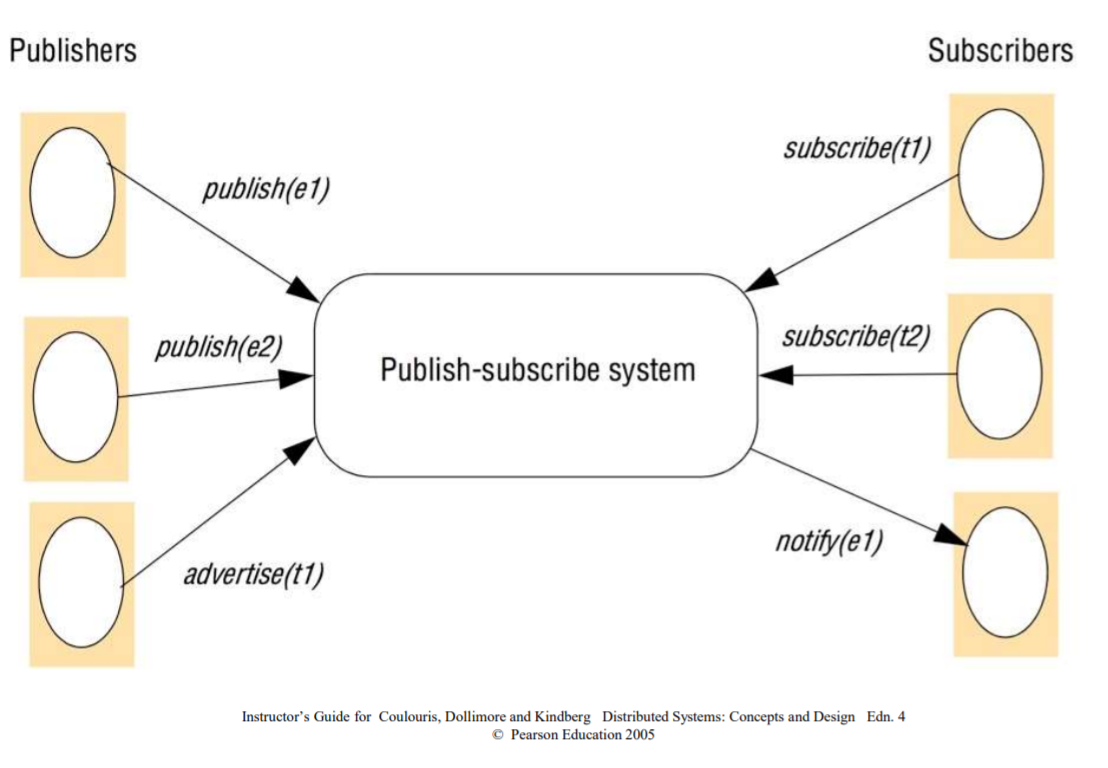 Publishers
Subscribers
publish(e1)
subscribe(t1)
publish(e2)
subscribe(t2)
Publish-subscribe system
advertise(t1)
notify(e1)
Instructor's Guide for Coulouris, Dollimore and Kindberg Distributed Systems: Concepts and Design Edn. 4
© Pearson Education 2005